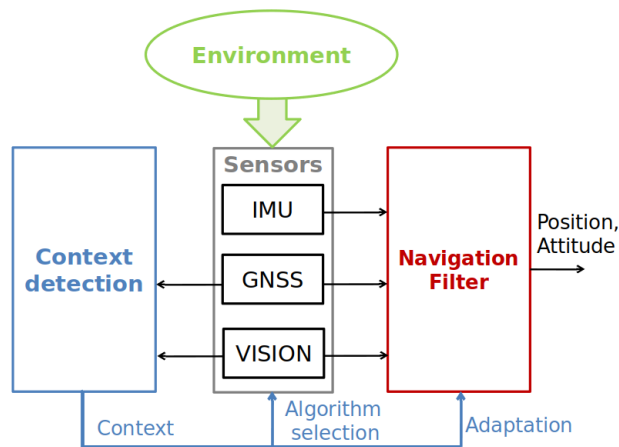 Environment
Sensors
IMU
GNSS
VISION
Context
detection
Navigation
Filter
Position,
Attitude
Context
Algorithm
selection
Adaptation